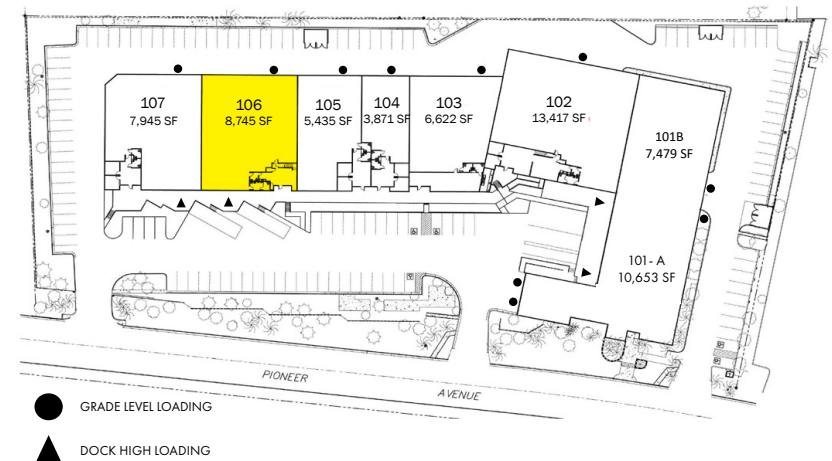 107
7,945 SF
106
8,745 SF
105
5,435 SF
104
3,871 SF
103
6,622 SF
102
13,417 SF
101B
7,479 SF
101-A
10,653 SF
PIONEER AVENUE
GRADE LEVEL LOADING
DOCK HIGH LOADING